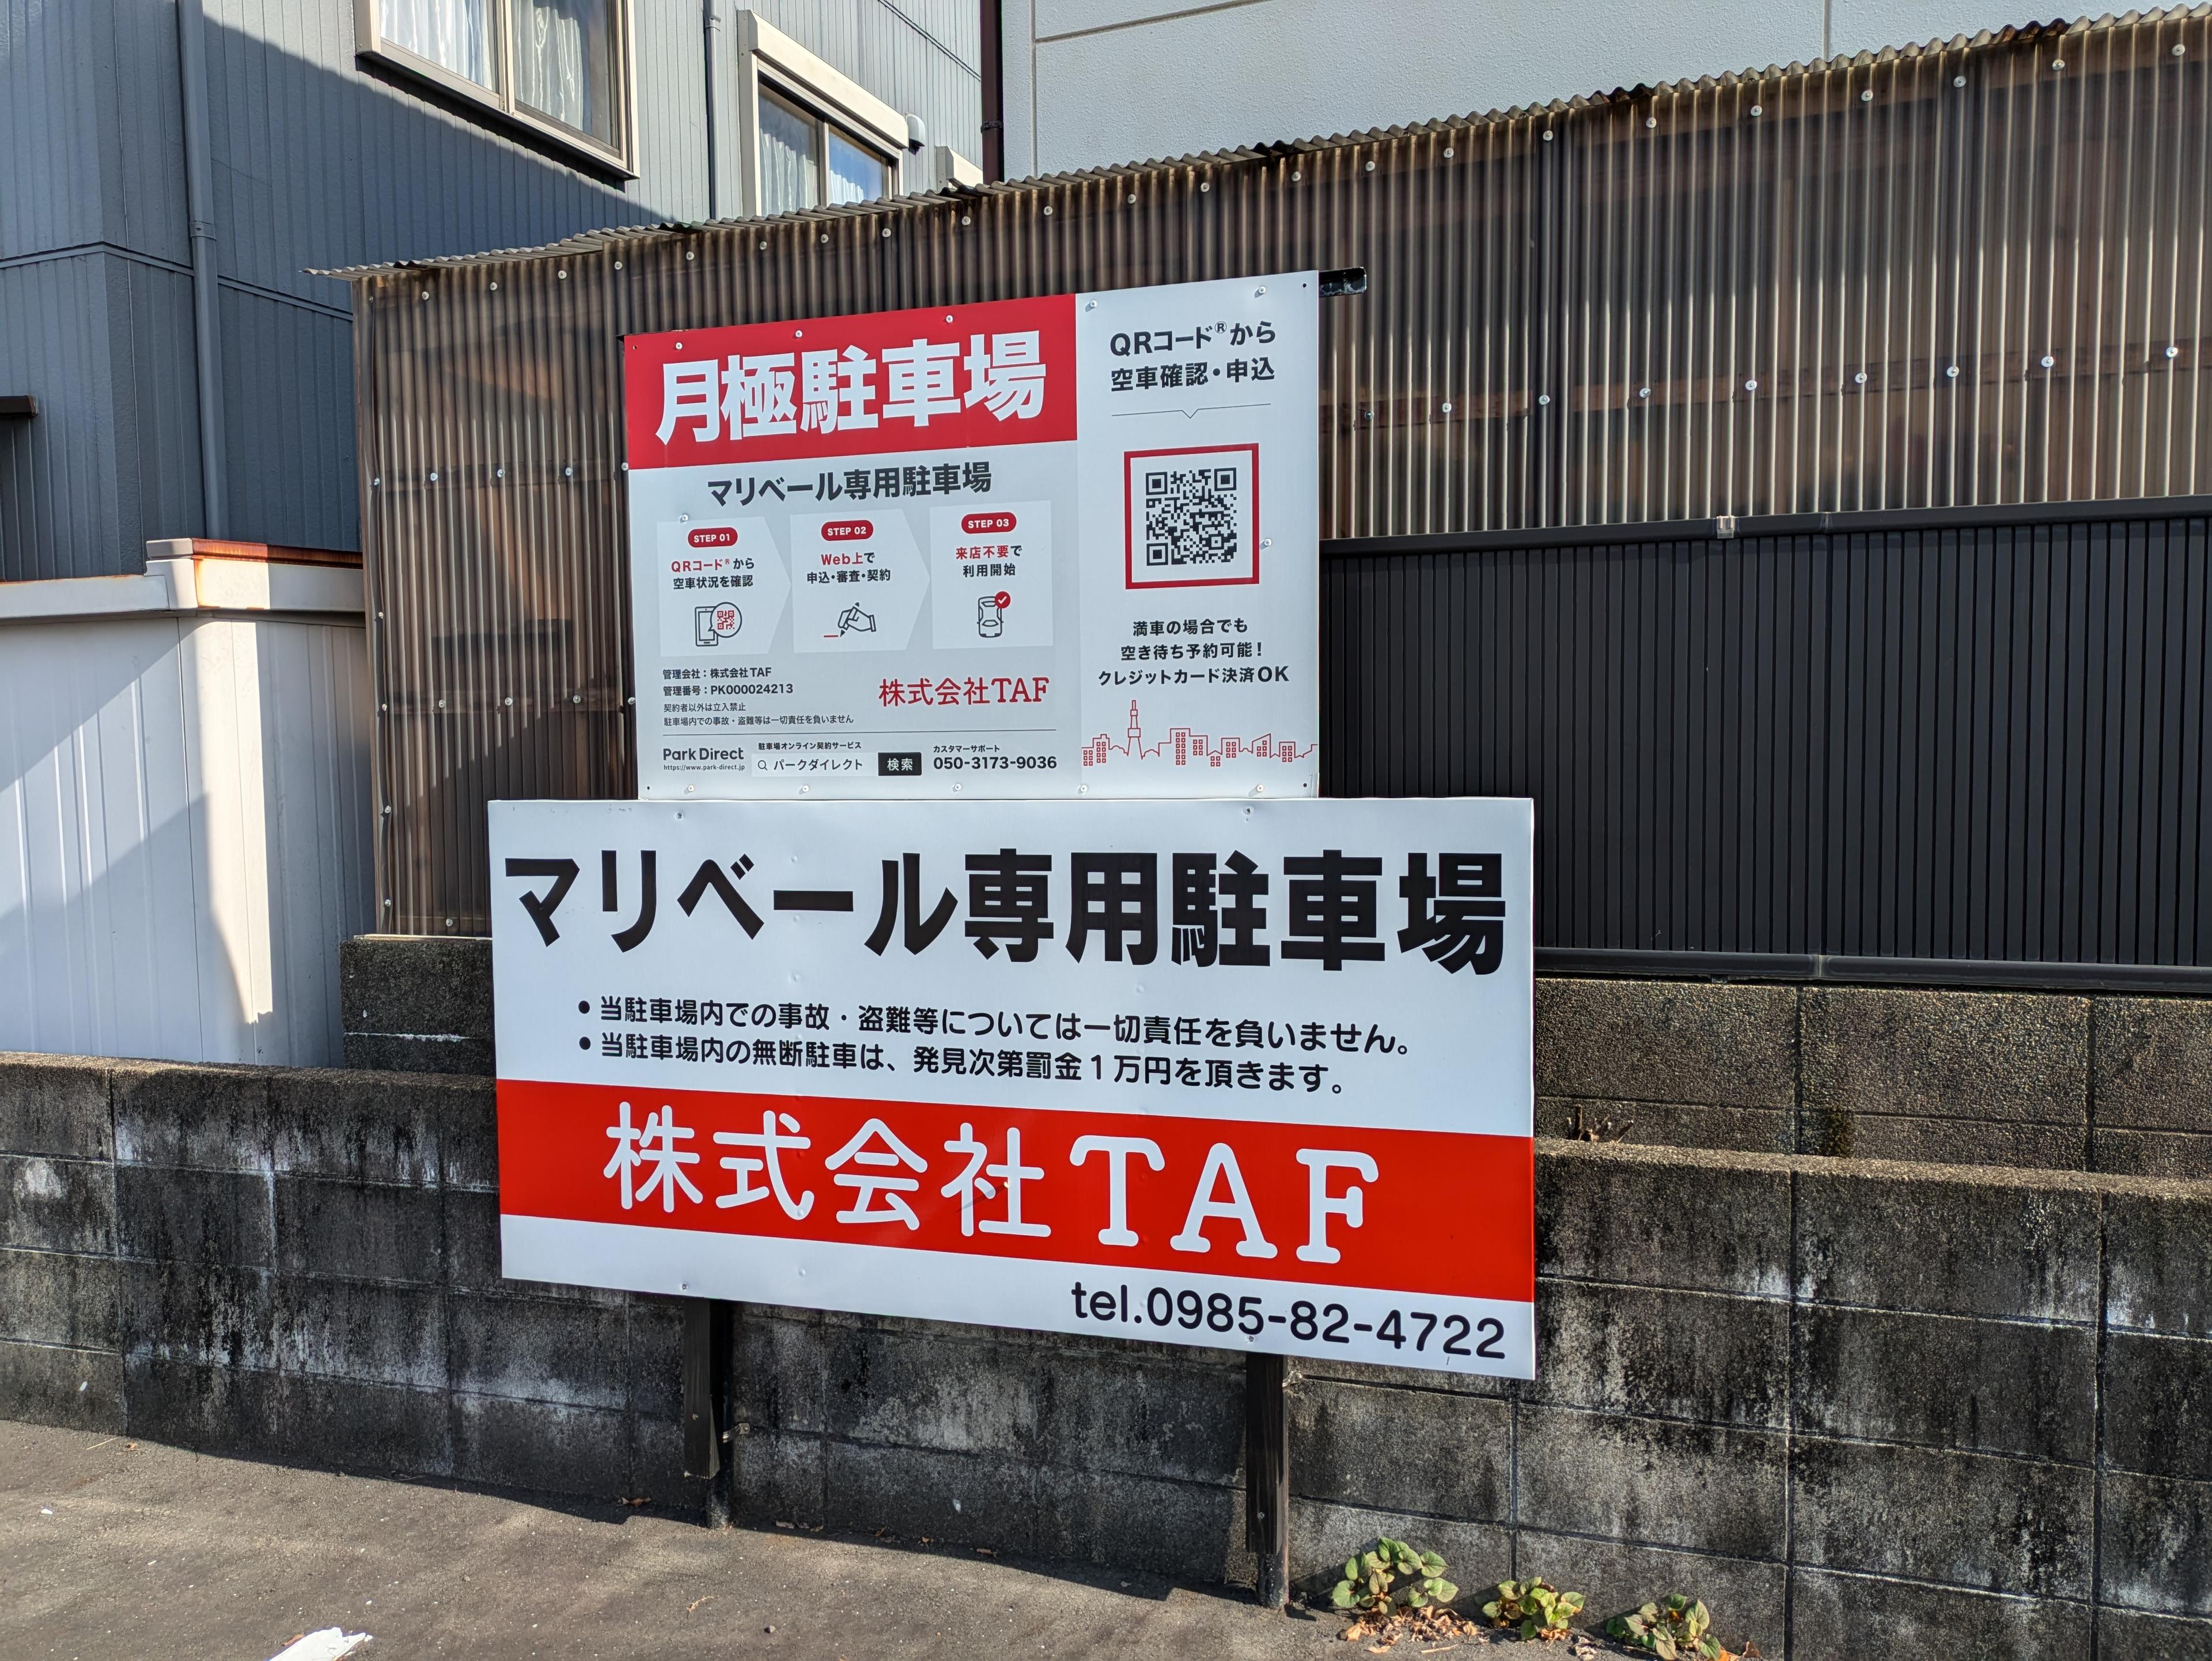 月極駐車場
マリベール専用駐車場
STEP 01
QRコード®から
空車状況を確認
STEP 02
Web上で
申込・審査・契約
STEP 03
来店不要で
利用開始
管理会社：株式会社TAF
管理番号：PK000024213
契約者以外は立入禁止
駐車場内での事故・盗難等は一切責任を負いません
株式会社TAF
Park Direct
https://www.park-direct.jp
駐車場オンライン契約サービス
パークダイレクト 検索
カスタマーサポート
050-3173-9036
QRコード®から
空車確認・申込
満車の場合でも
空き待ち予約可能！
クレジットカード決済OK
マリベール専用駐車場
• 当駐車場内での事故・盗難等については一切責任を負いません。
• 当駐車場内の無断駐車は、発見次第罰金１万円を頂きます。
株式会社TAF
tel.0985-82-4722